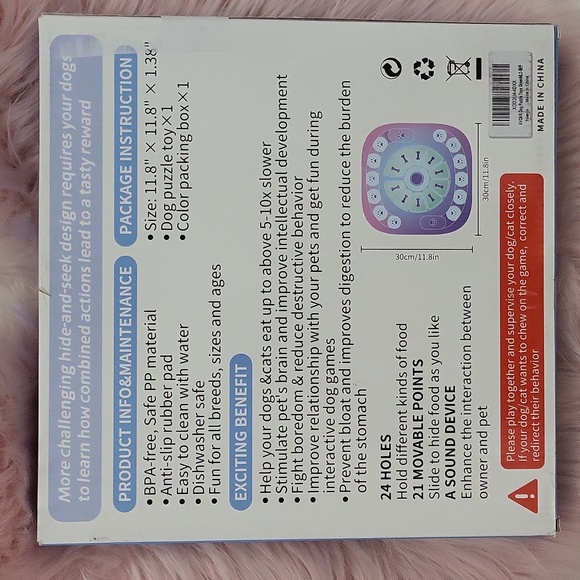 More challenging hide-and-seek design requires your dogs
to learn how combined actions lead to a tasty reward
PRODUCT INFO&MAINTENANCE
• BPA-free, Safe PP material
• Anti-slip rubber pad
• Easy to clean with water
• Dishwasher safe
• Fun for all breeds, sizes and ages
PACKAGE INSTRUCTION
• Size: 11.8" × 11.8" × 1.38"
• Dog puzzle toy×1
• Color packing box×1
EXCITING BENEFIT
• Help your dogs &cats eat up to above 5-10x slower
• Stimulate pet's brain and improve intellectual development
• Fight boredom & reduce destructive behavior
• Improve relationship with your pets and get fun during
interactive dog games
• Prevent bloat and improves digestion to reduce the burden
of the stomach
24 HOLES
Hold different kinds of food
21 MOVABLE POINTS
Slide to hide food as you like
A SOUND DEVICE
Enhance the interaction between
owner and pet
30cm/11.8in
30cm/11.8in
MADE IN CHINA
Please play together and supervise your dog/cat closely.
If your dog/cat wants to chew on the game, correct and
redirect their behavior